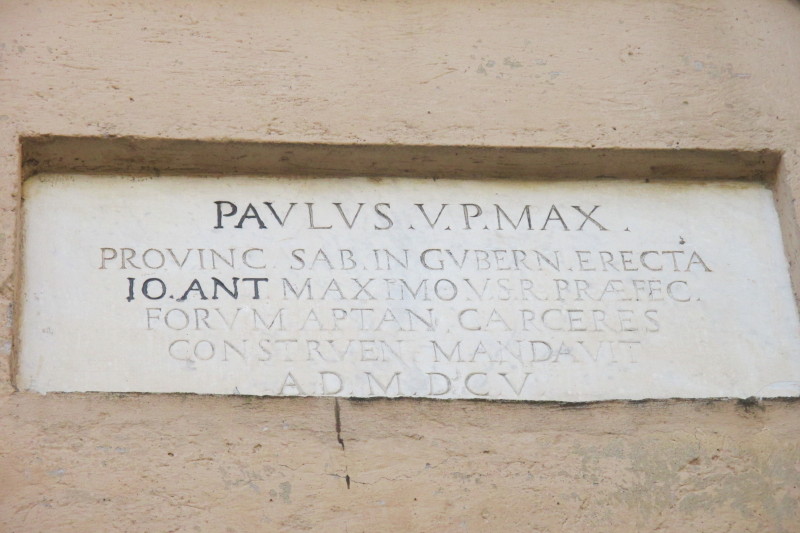 PAVLVS.V.P.MAX.
PROVINC. SAB.IN GVBERN.ERECTA
IO.ANT MAXIMO.V.S.R.PRÆFEC.
FORVM APTAN. CARCERES
CONSTRVEN MANDAVIT
A.D.M.DCV